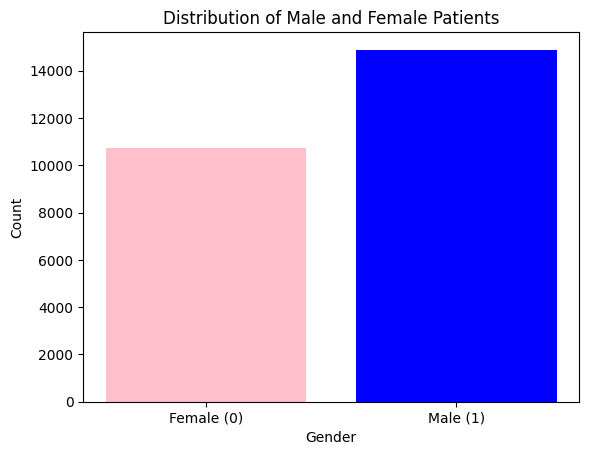 Distribution of Male and Female Patients
Count
14000
12000
10000
8000
6000
4000
2000
0
Female (0)
Male (1)
Gender